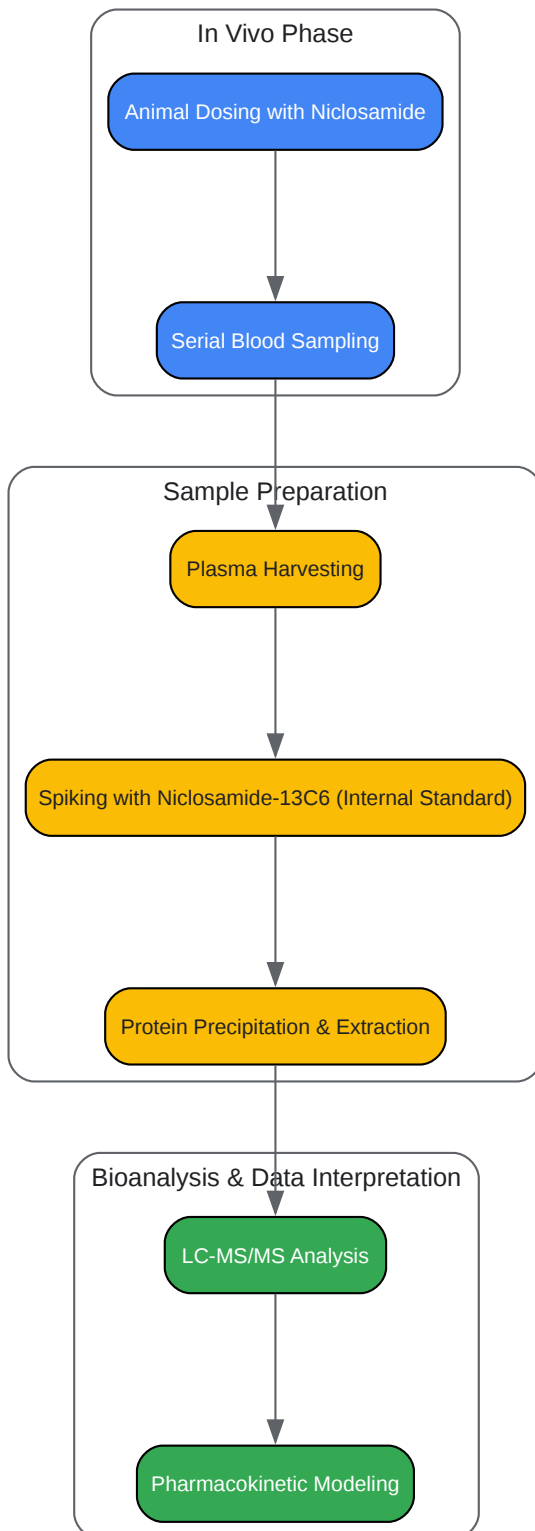 In Vivo Phase
Animal Dosing with Niclosamide
Serial Blood Sampling
Sample Preparation
Plasma Harvesting
Spiking with Niclosamide-13C6 (Internal Standard)
Protein Precipitation & Extraction
Bioanalysis & Data Interpretation
LC-MS/MS Analysis
Pharmacokinetic Modeling